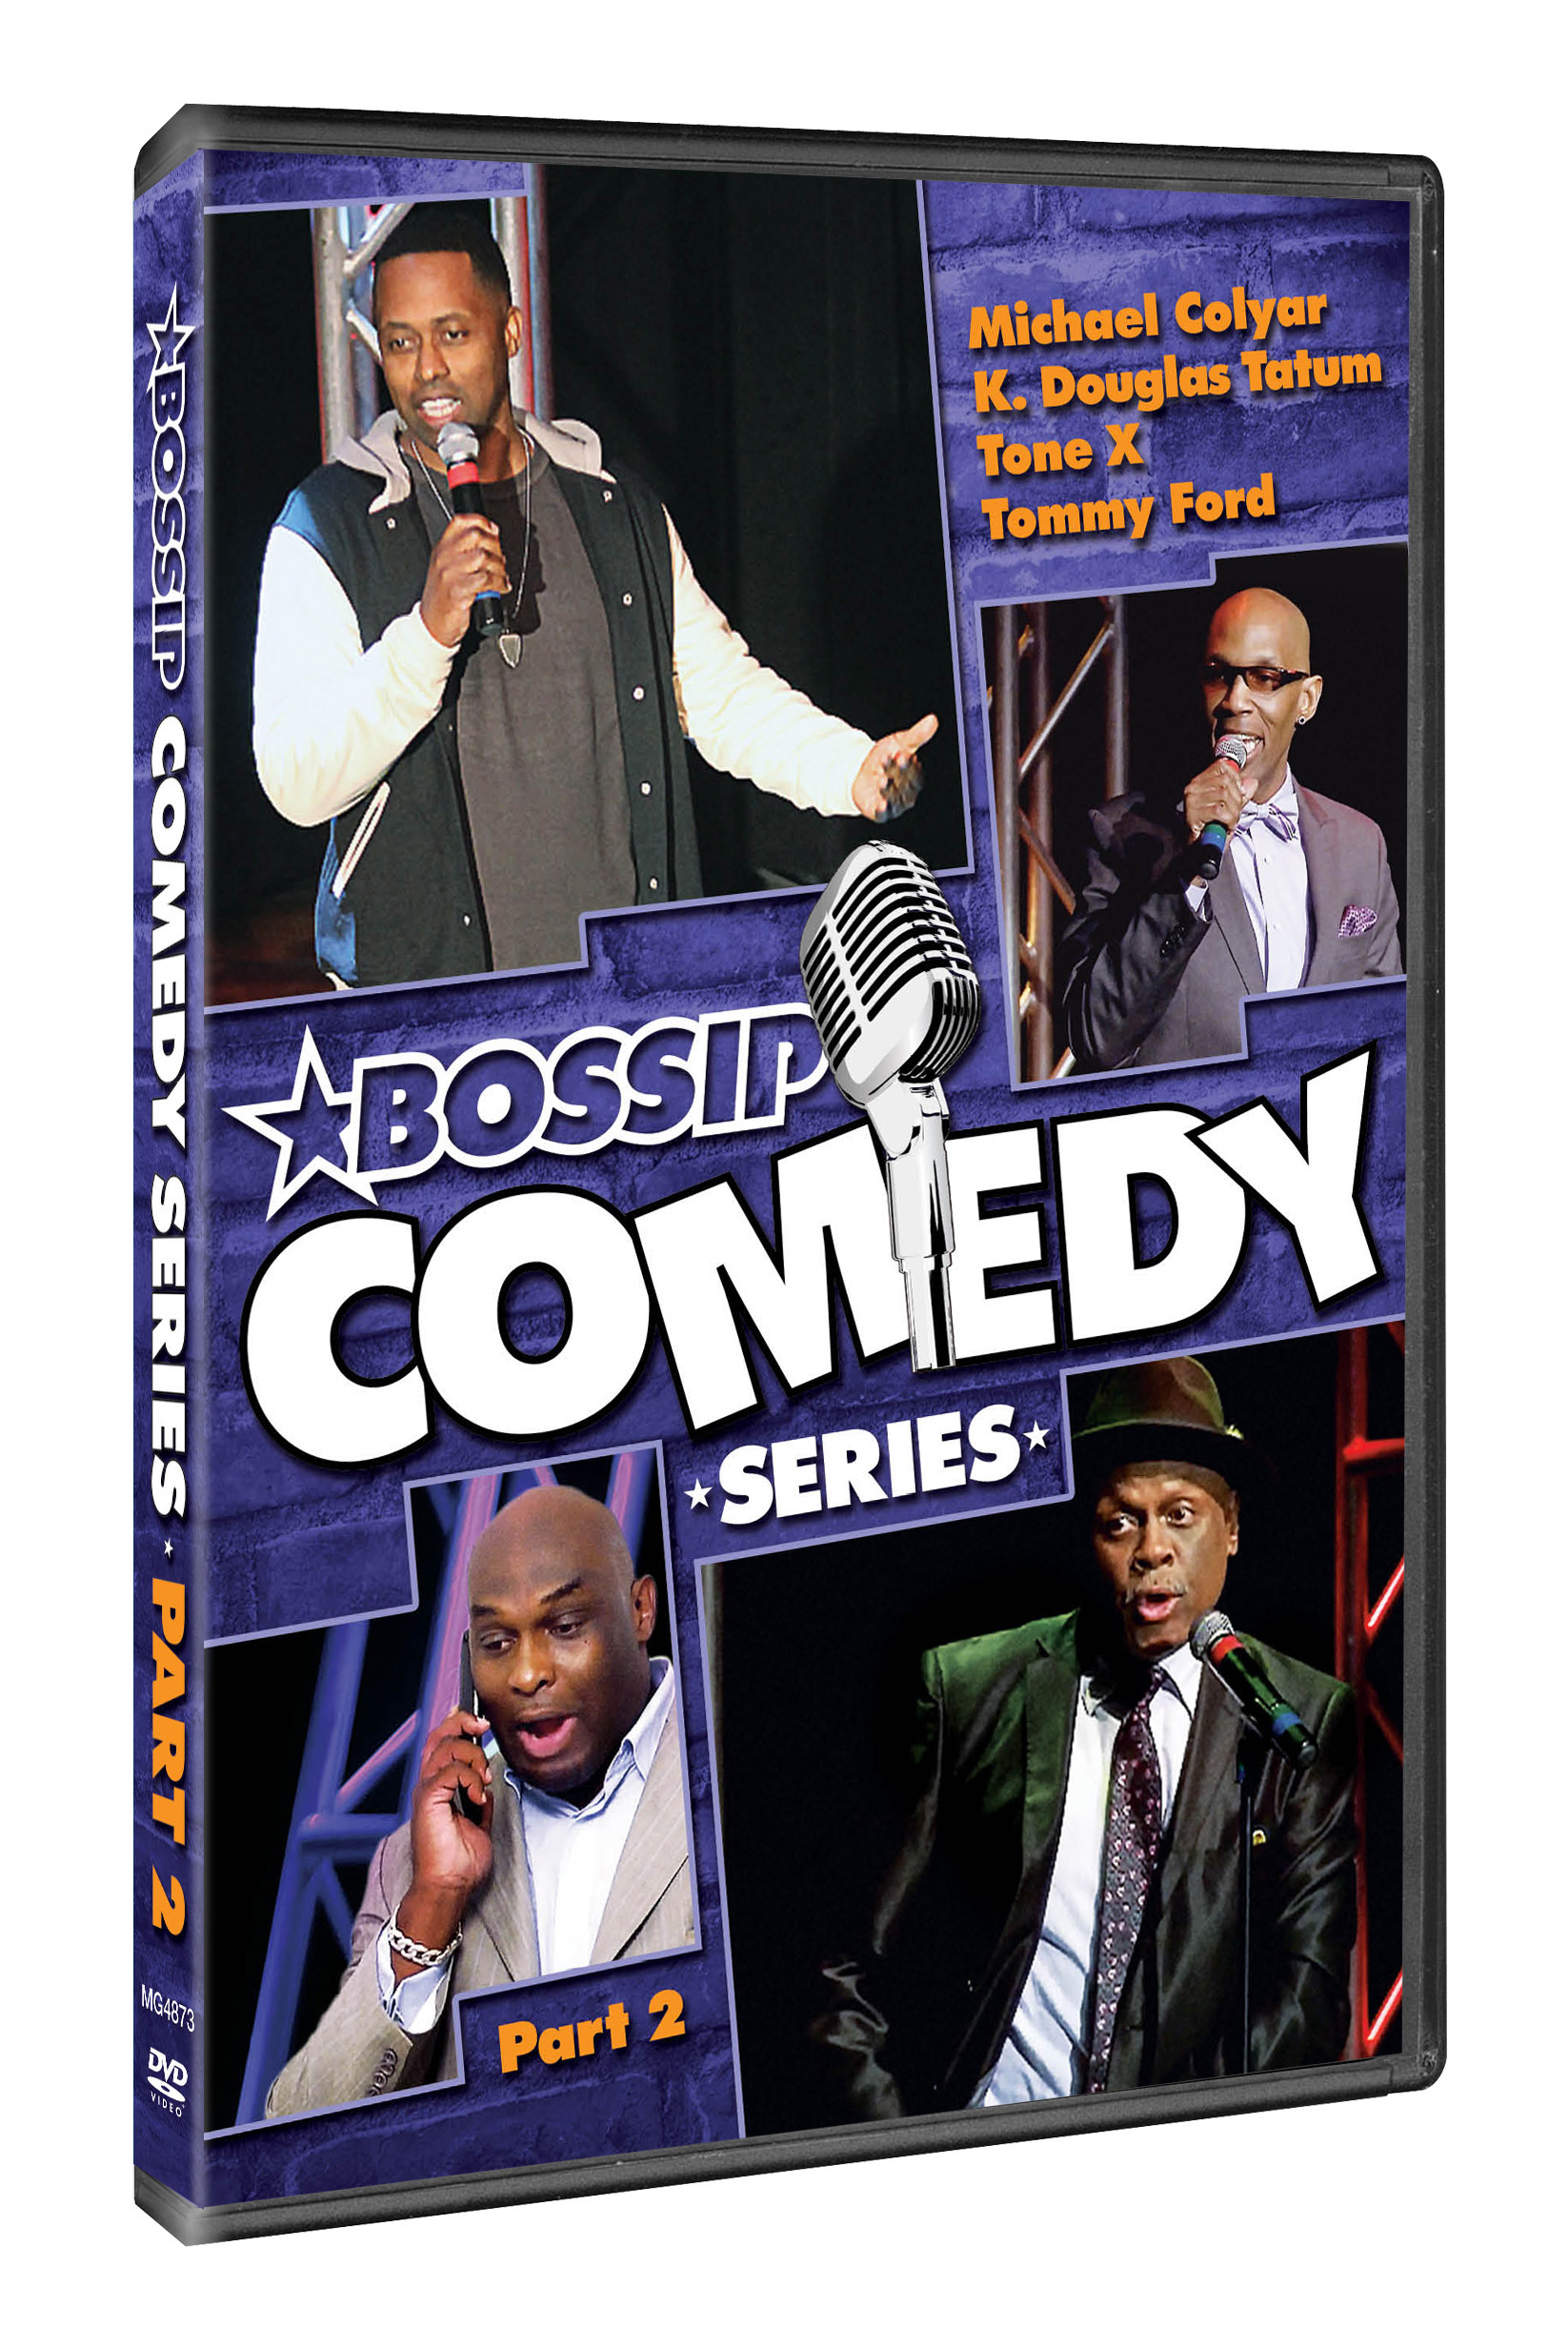 Michael Colyar
K. Douglas Tatum
Tone X
Tommy Ford
BOSSIP
COMEDY
SERIES
Part 2
BOSSIP COMEDY SERIES PART 2
MG4873
DVD
VIDEO